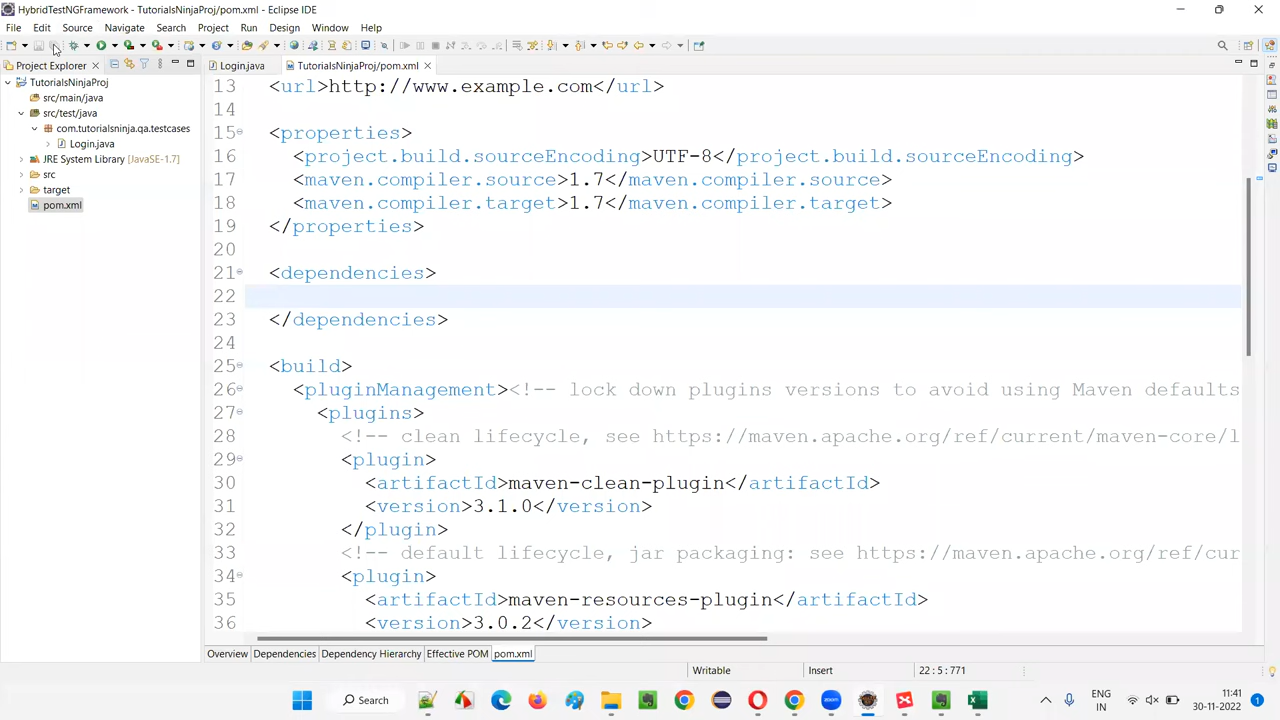 HybridTestNGFramework - TutorialsNinjaProj/pom.xml - Eclipse IDE
File Edit Source Navigate Search Project Run Design Window Help
Project Explorer
Login.java
TutorialsNinjaProj/pom.xml
TutorialsNinjaProj
src/main/java
src/test/java
com.tutorialsninja.qa.testcases
Login.java
JRE System Library [JavaSE-1.7]
src
target
pom.xml
13 <url>http://www.example.com</url>
14
15 <properties>
16 <project.build.sourceEncoding>UTF-8</project.build.sourceEncoding>
17 <maven.compiler.source>1.7</maven.compiler.source>
18 <maven.compiler.target>1.7</maven.compiler.target>
19 </properties>
20
21 <dependencies>
22
23 </dependencies>
24
25 <build>
26 <pluginManagement><!-- lock down plugins versions to avoid using Maven defaults
27 <plugins>
28 <!-- clean lifecycle, see https://maven.apache.org/ref/current/maven-core/l
29 <plugin>
30 <artifactId>maven-clean-plugin</artifactId>
31 <version>3.1.0</version>
32 </plugin>
33 <!-- default lifecycle, jar packaging: see https://maven.apache.org/ref/cur
34 <plugin>
35 <artifactId>maven-resources-plugin</artifactId>
36 <version>3.0.2</version>
Overview Dependencies Dependency Hierarchy Effective POM pom.xml
Writable Insert 22 : 5 : 771
Search
zoom
ENG
IN
11:41
30-11-2022
1